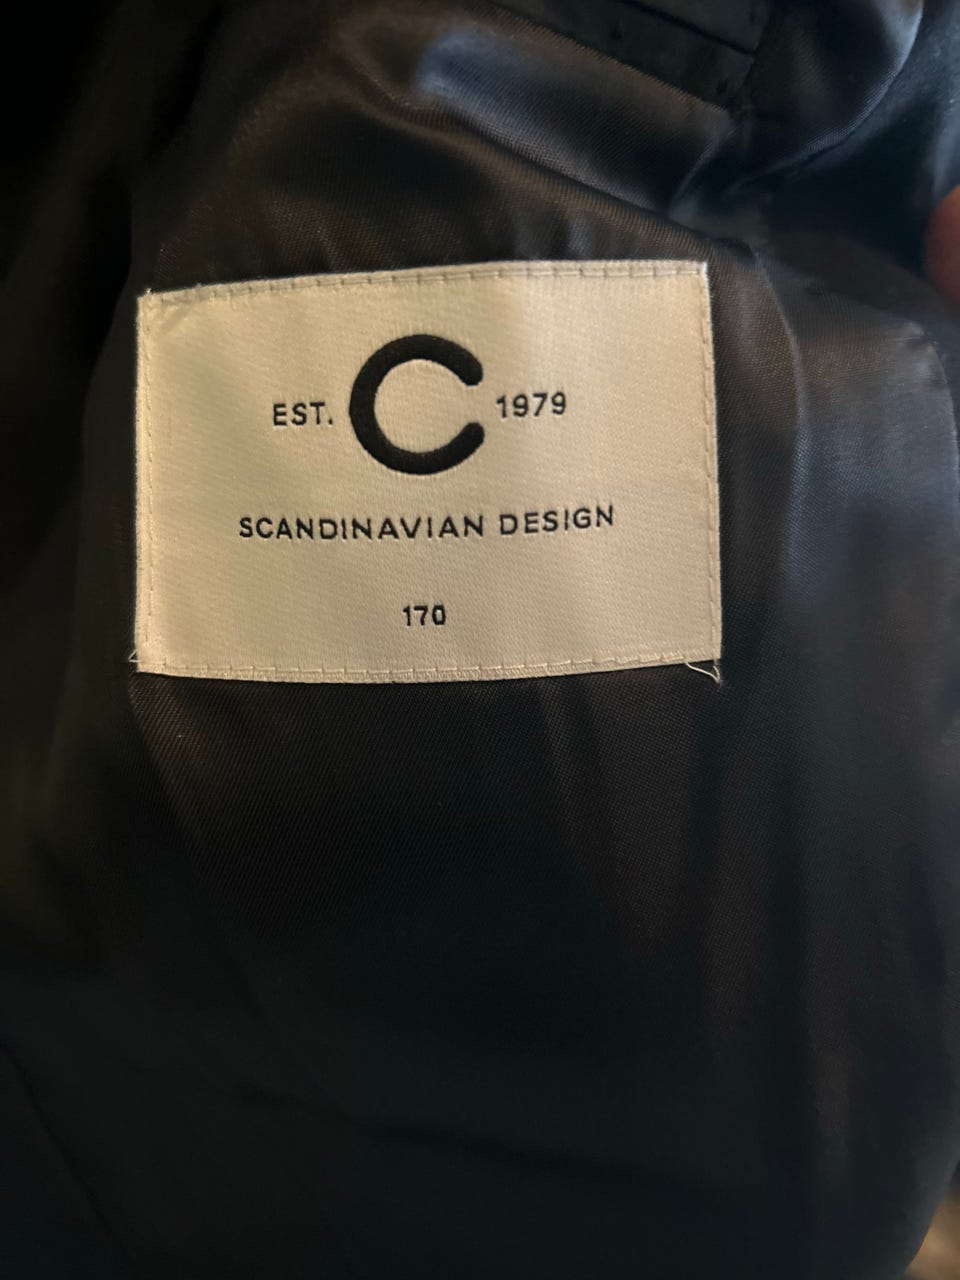 EST. C 1979
SCANDINAVIAN DESIGN
170